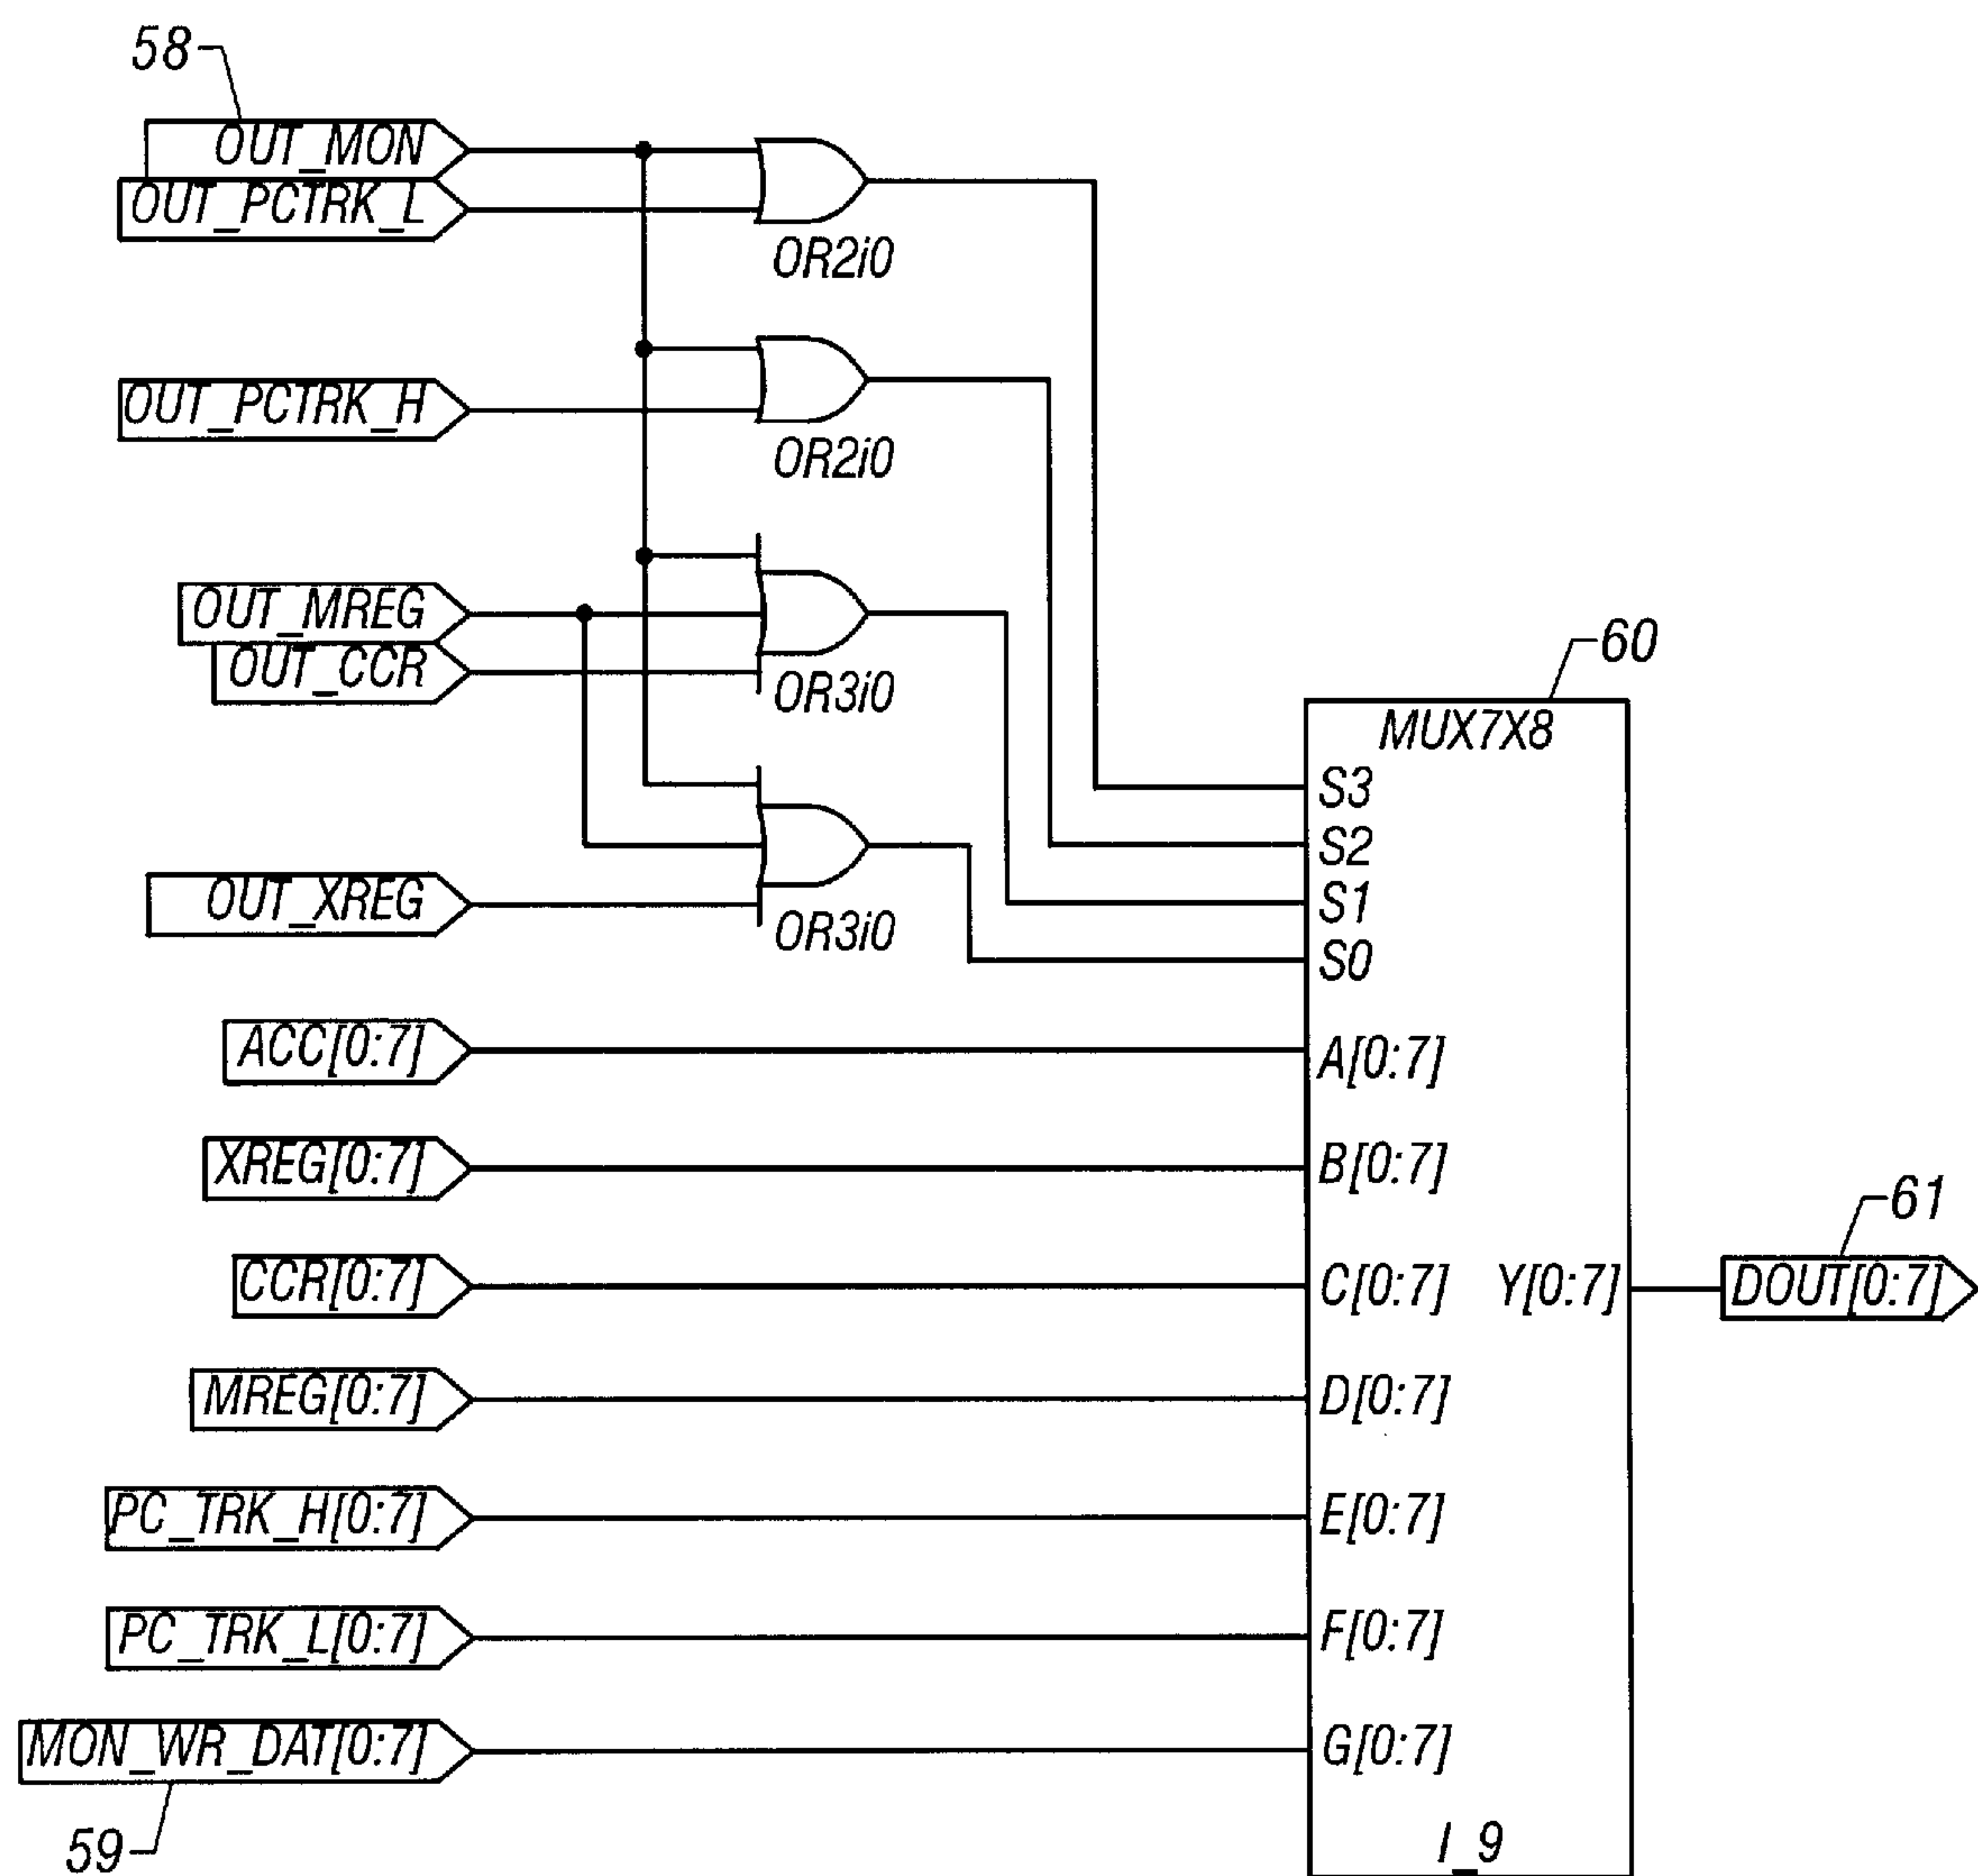 58
OUT_MON
OUT_PCTRK_L
OR2i0
OUT_PCTRK_H
OR2i0
OUT_MREG
OUT_CCR
OR3i0
60
MUX7X8
S3
S2
OUT_XREG
S1
OR3i0
S0
ACC[0:7]
A[0:7]
XREG[0:7]
B[0:7]
61
CCR[0:7]
C[0:7]
Y[0:7]
DOUT[0:7]
MREG[0:7]
D[0:7]
PC_TRK_H[0:7]
E[0:7]
PC_TRK_L[0:7]
F[0:7]
MON_WR_DAT[0:7]
G[0:7]
59
I_9